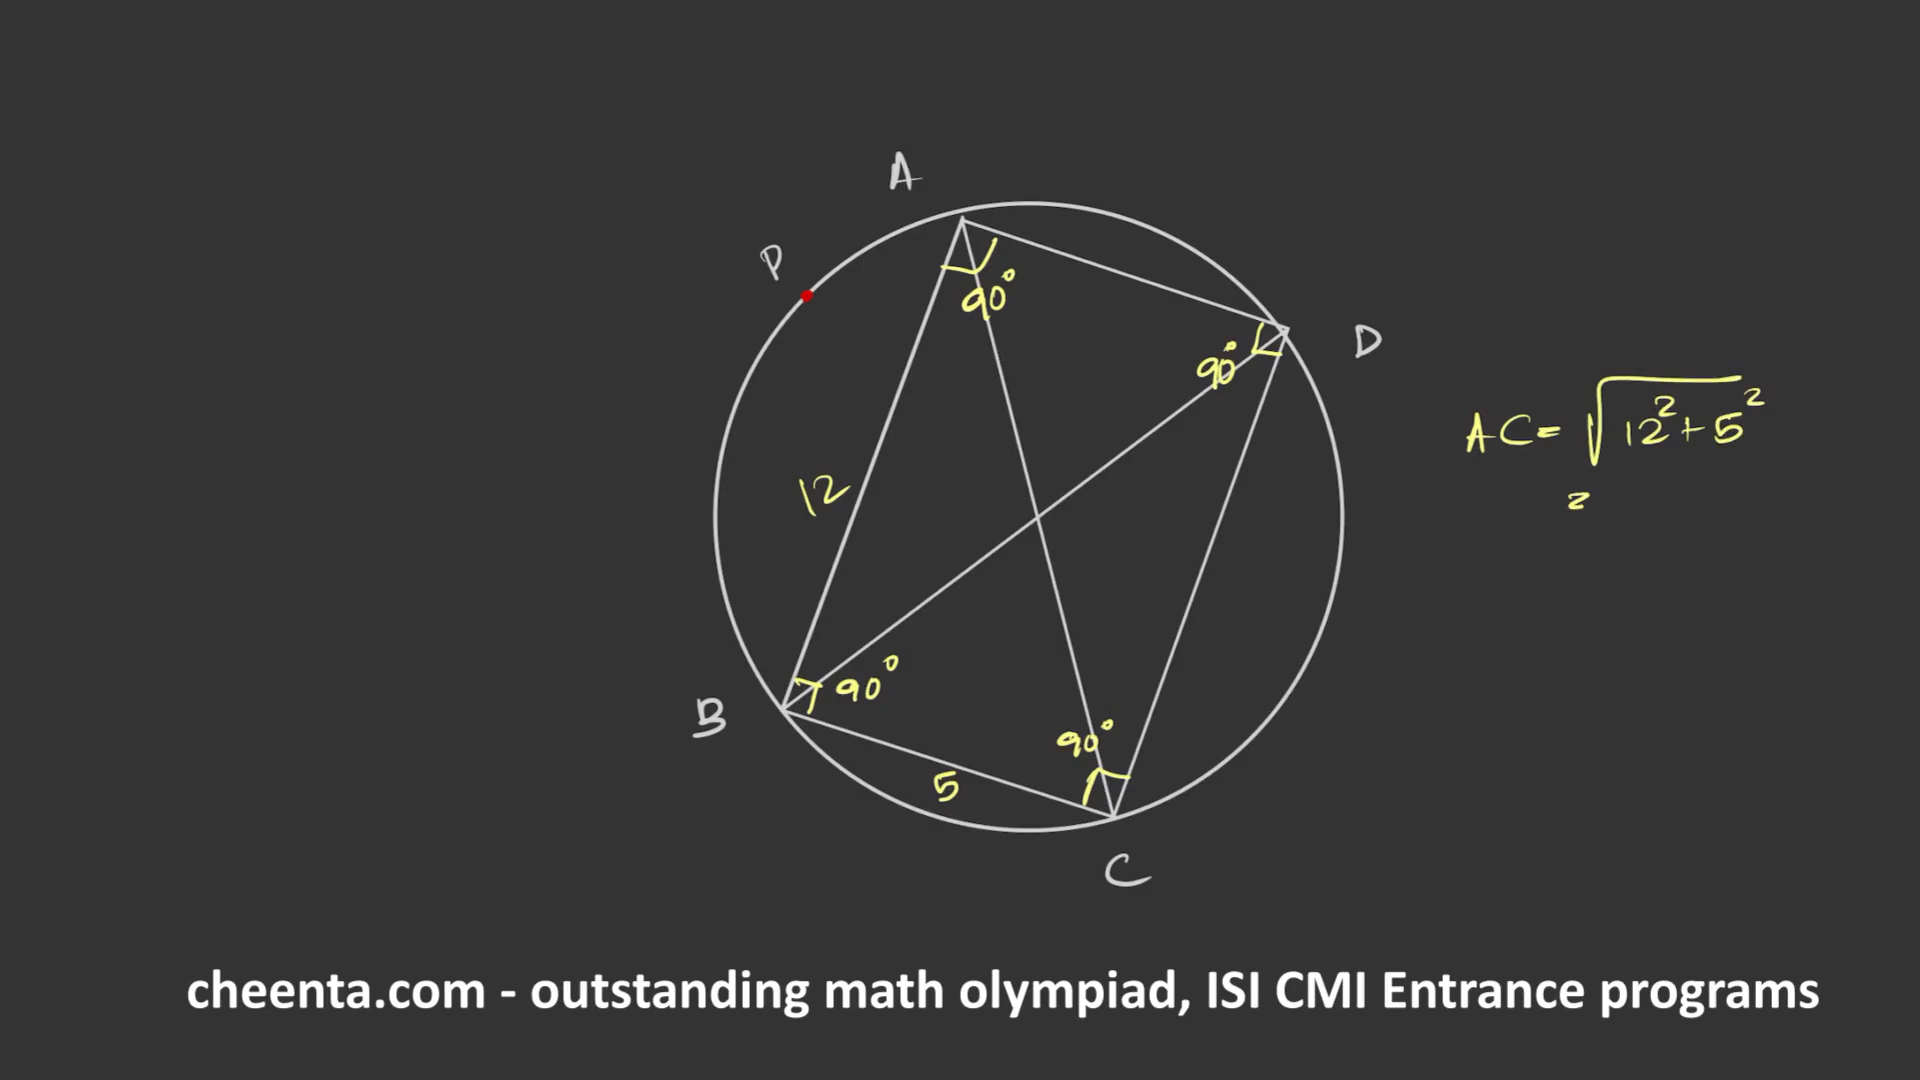 A
P
90°
D
90°
AC = √12² + 5²
=
12
90°
B
90°
5
C
cheenta.com - outstanding math olympiad, ISI CMI Entrance programs